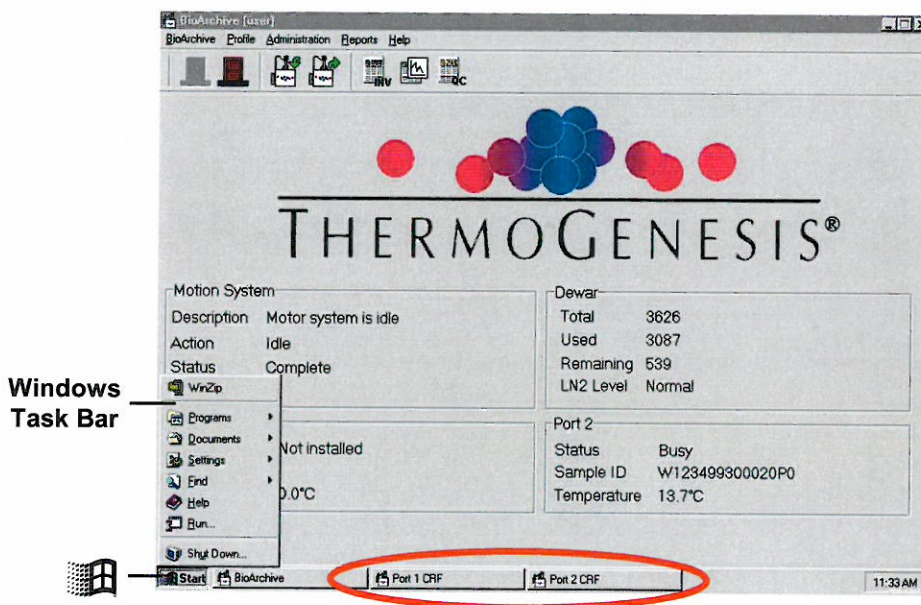 BioArchive [user]
BioArchive Profile Administration Reports Help
INV QC
THERMOGENESIS®
Motion System
Description Motor system is idle
Action Idle
Status Complete
Dewar
Total 3626
Used 3087
Remaining 539
LN2 Level Normal
Windows
Task Bar
WinZip
Programs
Documents
Settings
Find
Help
Run...
Shut Down...
Not installed
0.0°C
Port 2
Status Busy
Sample ID W123499300020P0
Temperature 13.7°C
Start BioArchive Port 1 CRF Port 2 CRF 11:33 AM